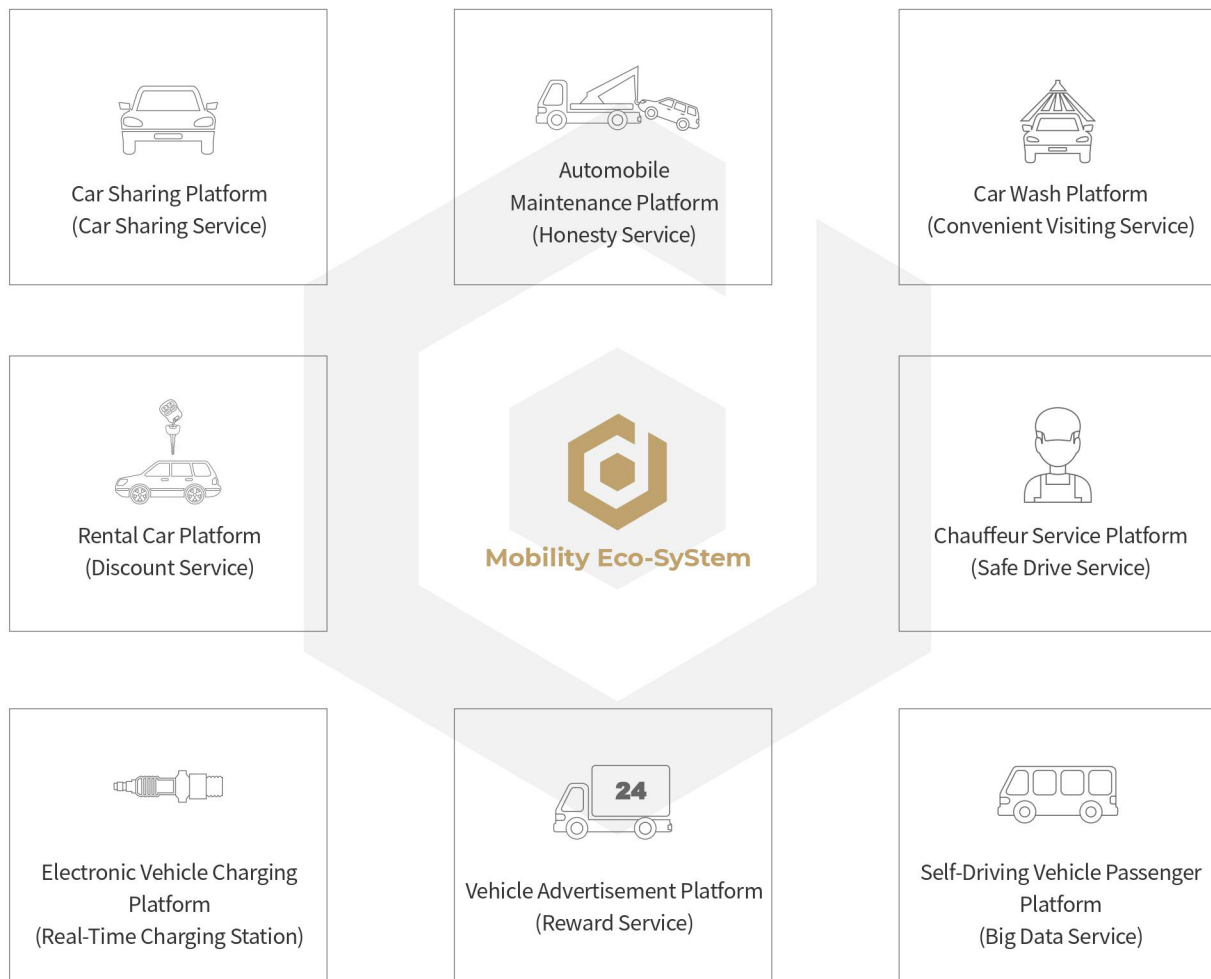 Car Sharing Platform
(Car Sharing Service)
Automobile
Maintenance Platform
(Honesty Service)
Car Wash Platform
(Convenient Visiting Service)
Rental Car Platform
(Discount Service)
Mobility Eco-SyStem
Chauffeur Service Platform
(Safe Drive Service)
Electronic Vehicle Charging
Platform
(Real-Time Charging Station)
24
Vehicle Advertisement Platform
(Reward Service)
Self-Driving Vehicle Passenger
Platform
(Big Data Service)